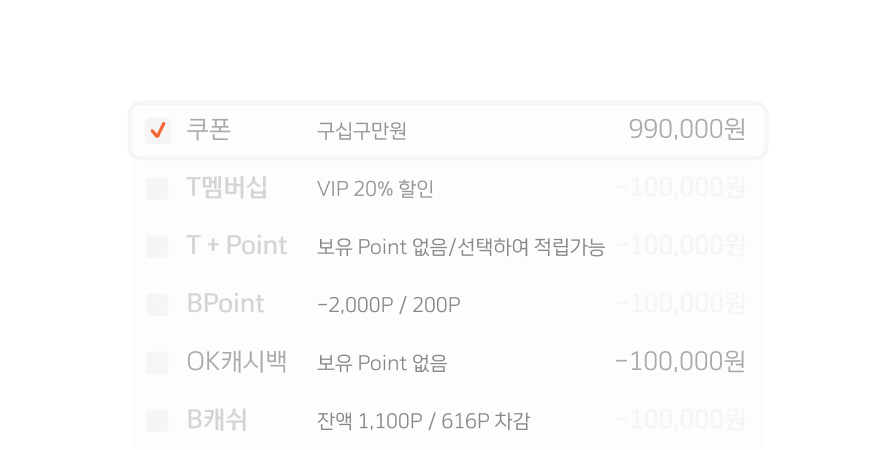 쿠폰 구십구만원 990,000원
T멤버십 VIP 20% 할인 -100,000원
T + Point 보유 Point 없음/선택하여 적립가능 -100,000원
BPoint -2,000P / 200P -100,000원
OK캐시백 보유 Point 없음 -100,000원
B캐쉬 잔액 1,100P / 616P 차감 -100,000원